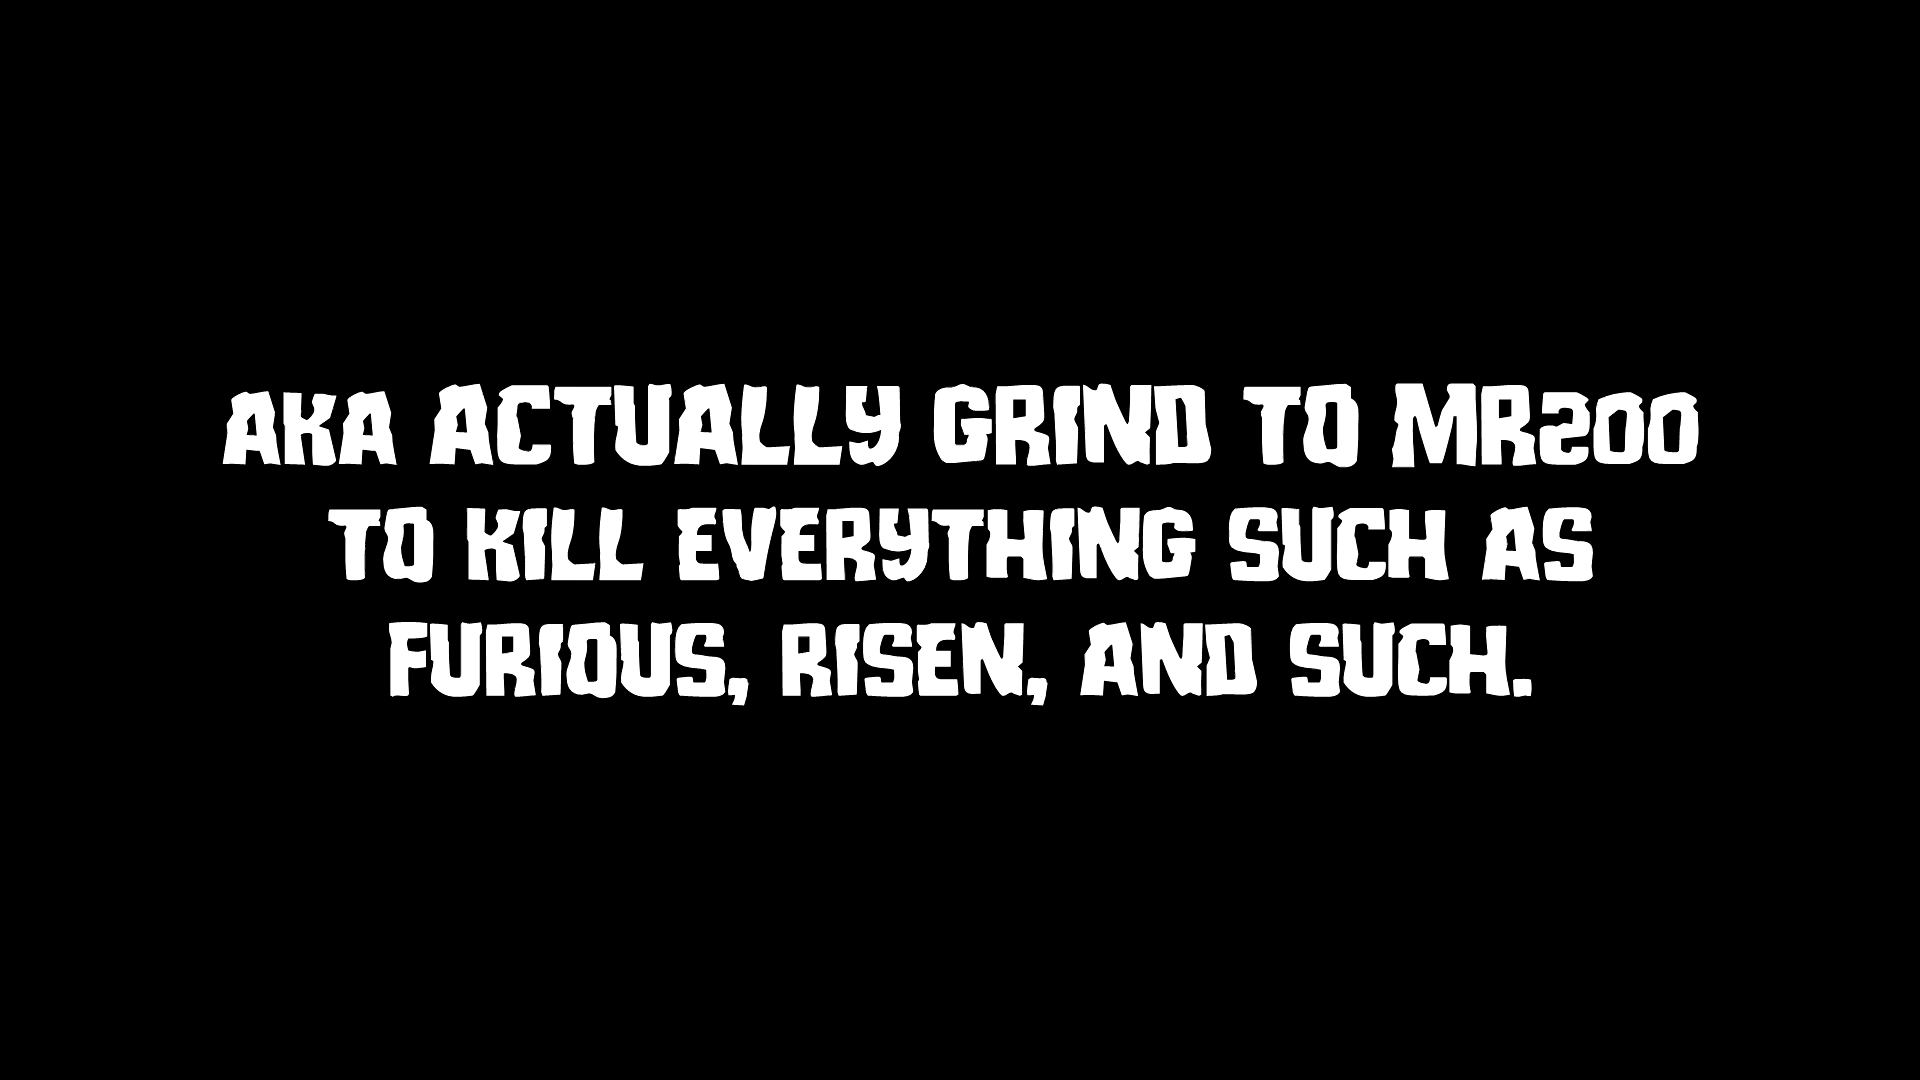 AKA ACTUALLY GRIND TO MR200
TO KILL EVERYTHING SUCH AS
FURIOUS, RISEN, AND SUCH.